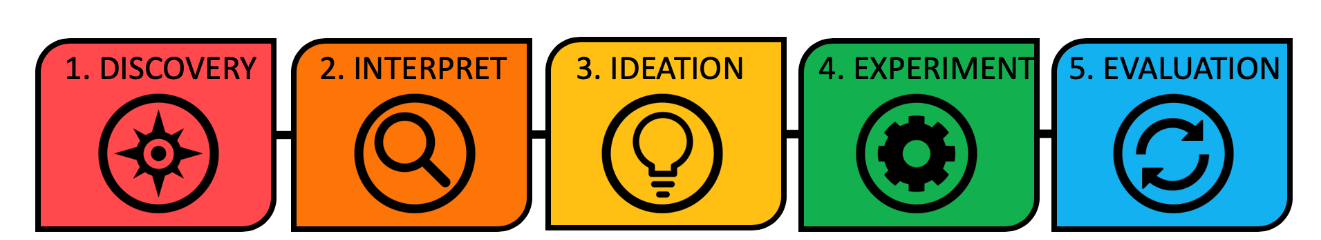 1. DISCOVERY
2. INTERPRET
3. IDEATION
4. EXPERIMENT
5. EVALUATION